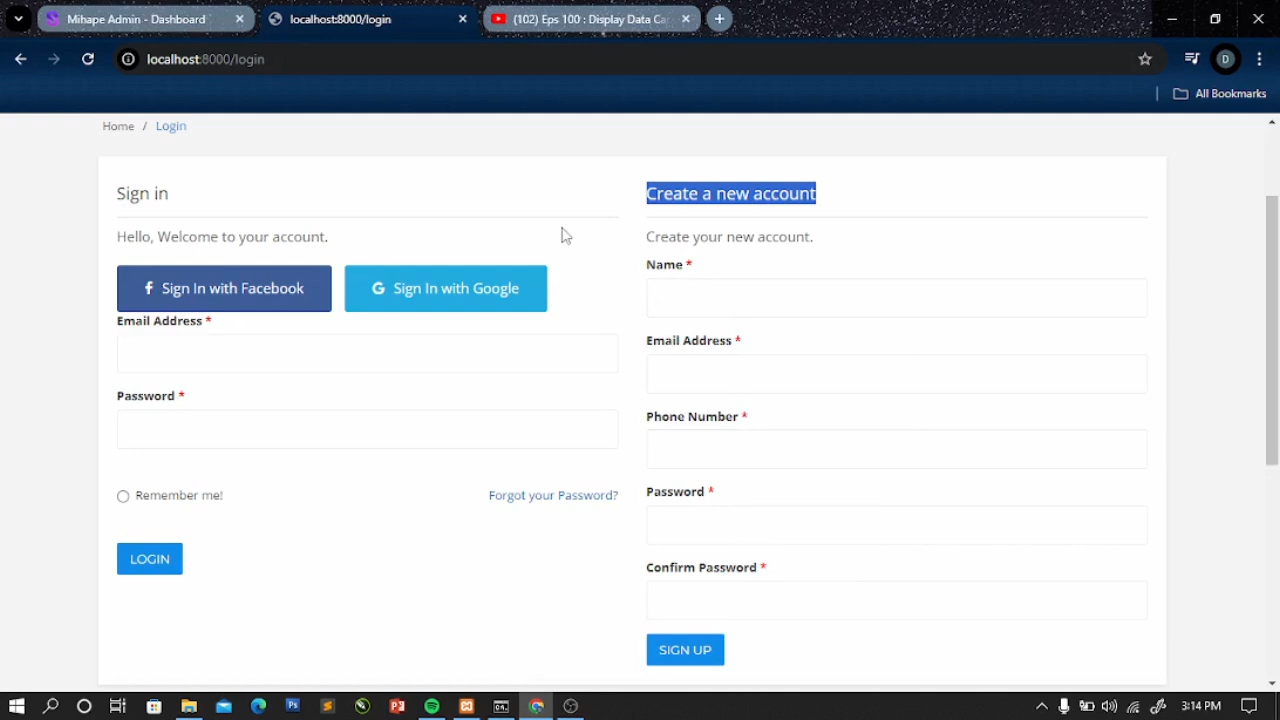 Mihape Admin - Dashboard
localhost:8000/login
(102) Eps 100 : Display Data Ca
localhost:8000/login
D
All Bookmarks
Home / Login
Sign in
Hello, Welcome to your account.
f Sign In with Facebook
G Sign In with Google
Email Address *
Password *
Remember me!
Forgot your Password?
LOGIN
Create a new account
Create your new account.
Name *
Email Address *
Phone Number *
Password *
Confirm Password *
SIGN UP
3:14 PM